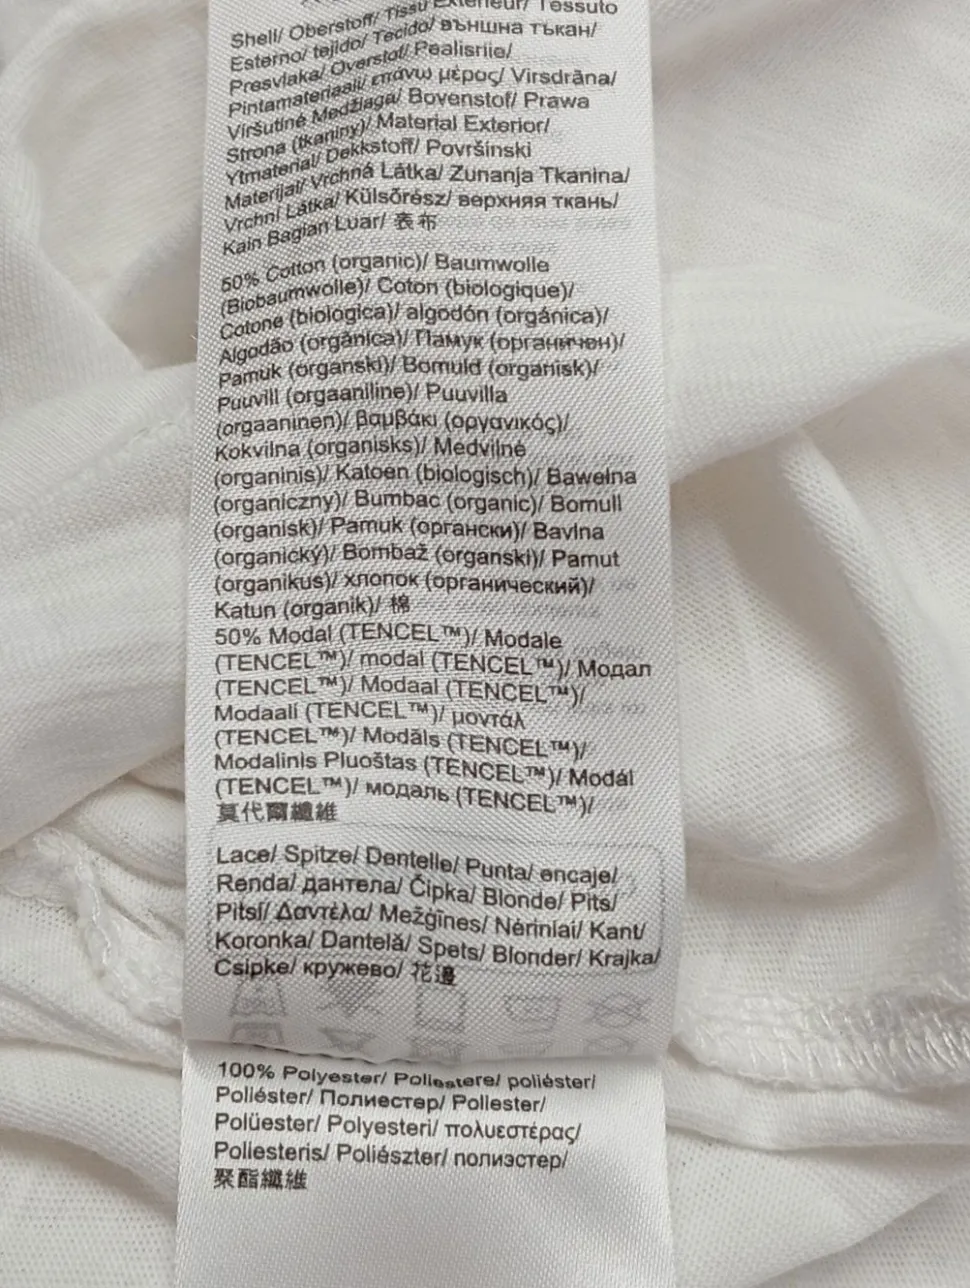 Shell/ Oberstoff/ Tissu Extérieur/ Tessuto
Esterno/ tejido/ Tecido/ външна тъкан/
Presvlaka/ Overstof/ Pealisriie/
Pintamateriaali/ επάνω μέρος/ Virsdrāna/
Viršutinė Medžiaga/ Bovenstof/ Prawa
Strona (tkaniny)/ Material Exterior/
Ytmaterial/ Dekkstoff/ Površinski
Materijal/ Vrchná Látka/ Zunanja Tkanina/
Vrchní Látka/ Külsõrész/ верхняя ткань/
Kain Bagian Luar/ 表布
50% Cotton (organic)/ Baumwolle
(Biobaumwolle)/ Coton (biologique)/
Cotone (biologica)/ algodón (orgánica)/
Algodão (orgânica)/ Памук (органичен)/
Pamuk (organski)/ Bomuld (organisk)/
Puuvill (orgaaniline)/ Puuvilla
(orgaaninen)/ βαμβάκι (οργανικός)/
Kokvilna (organisks)/ Medvilnė
(organinis)/ Katoen (biologisch)/ Bawełna
(organiczny)/ Bumbac (organic)/ Bomull
(organisk)/ Pamuk (органски)/ Bavlna
(organický)/ Bombaž (organski)/ Pamut
(organikus)/ хлопок (органический)/
Katun (organik)/ 棉
50% Modal (TENCEL™)/ Modale
(TENCEL™)/ modal (TENCEL™)/ Модал
(TENCEL™)/ Modaal (TENCEL™)/
Modaali (TENCEL™)/ μοντάλ
(TENCEL™)/ Modāls (TENCEL™)/
Modalinis Pluoštas (TENCEL™)/ Modál
(TENCEL™)/ модаль (TENCEL™)/
莫代爾纖維
Lace/ Spitze/ Dentelle/ Punta/ encaje/
Renda/ дантела/ Čipka/ Blonde/ Pits/
Pitsi/ Δαντέλα/ Mežģīnes/ Nėriniai/ Kant/
Koronka/ Dantelă/ Spets/ Blonder/ Krajka/
Csipke/ кружево/ 花邊
100% Polyester/ Poliestere/ poliéster/
Poliéster/ Полиестер/ Poliester/
Polüester/ Polyesteri/ πολυεστέρας/
Poliesteris/ Poliészter/ полиэстер/
聚酯纖維